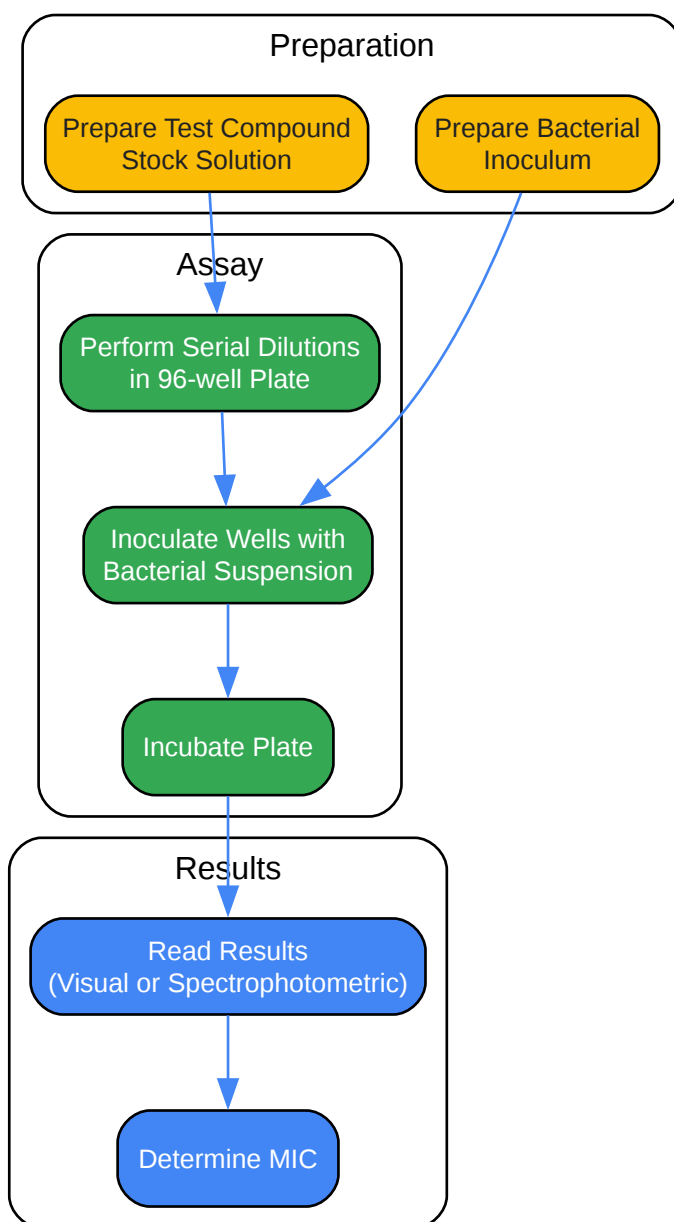 Preparation
Prepare Test Compound
Stock Solution
Prepare Bacterial
Inoculum
Assay
Perform Serial Dilutions
in 96-well Plate
Inoculate Wells with
Bacterial Suspension
Incubate Plate
Results
Read Results
(Visual or Spectrophotometric)
Determine MIC